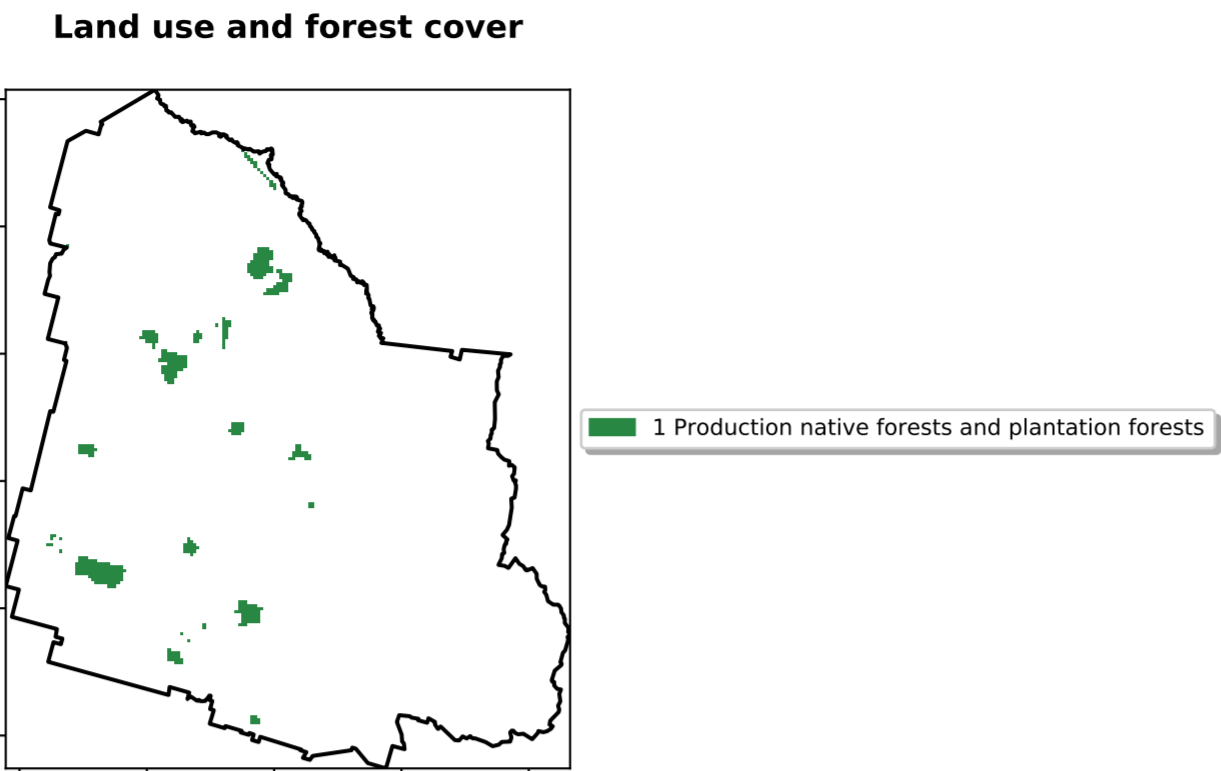 Land use and forest cover
1 Production native forests and plantation forests